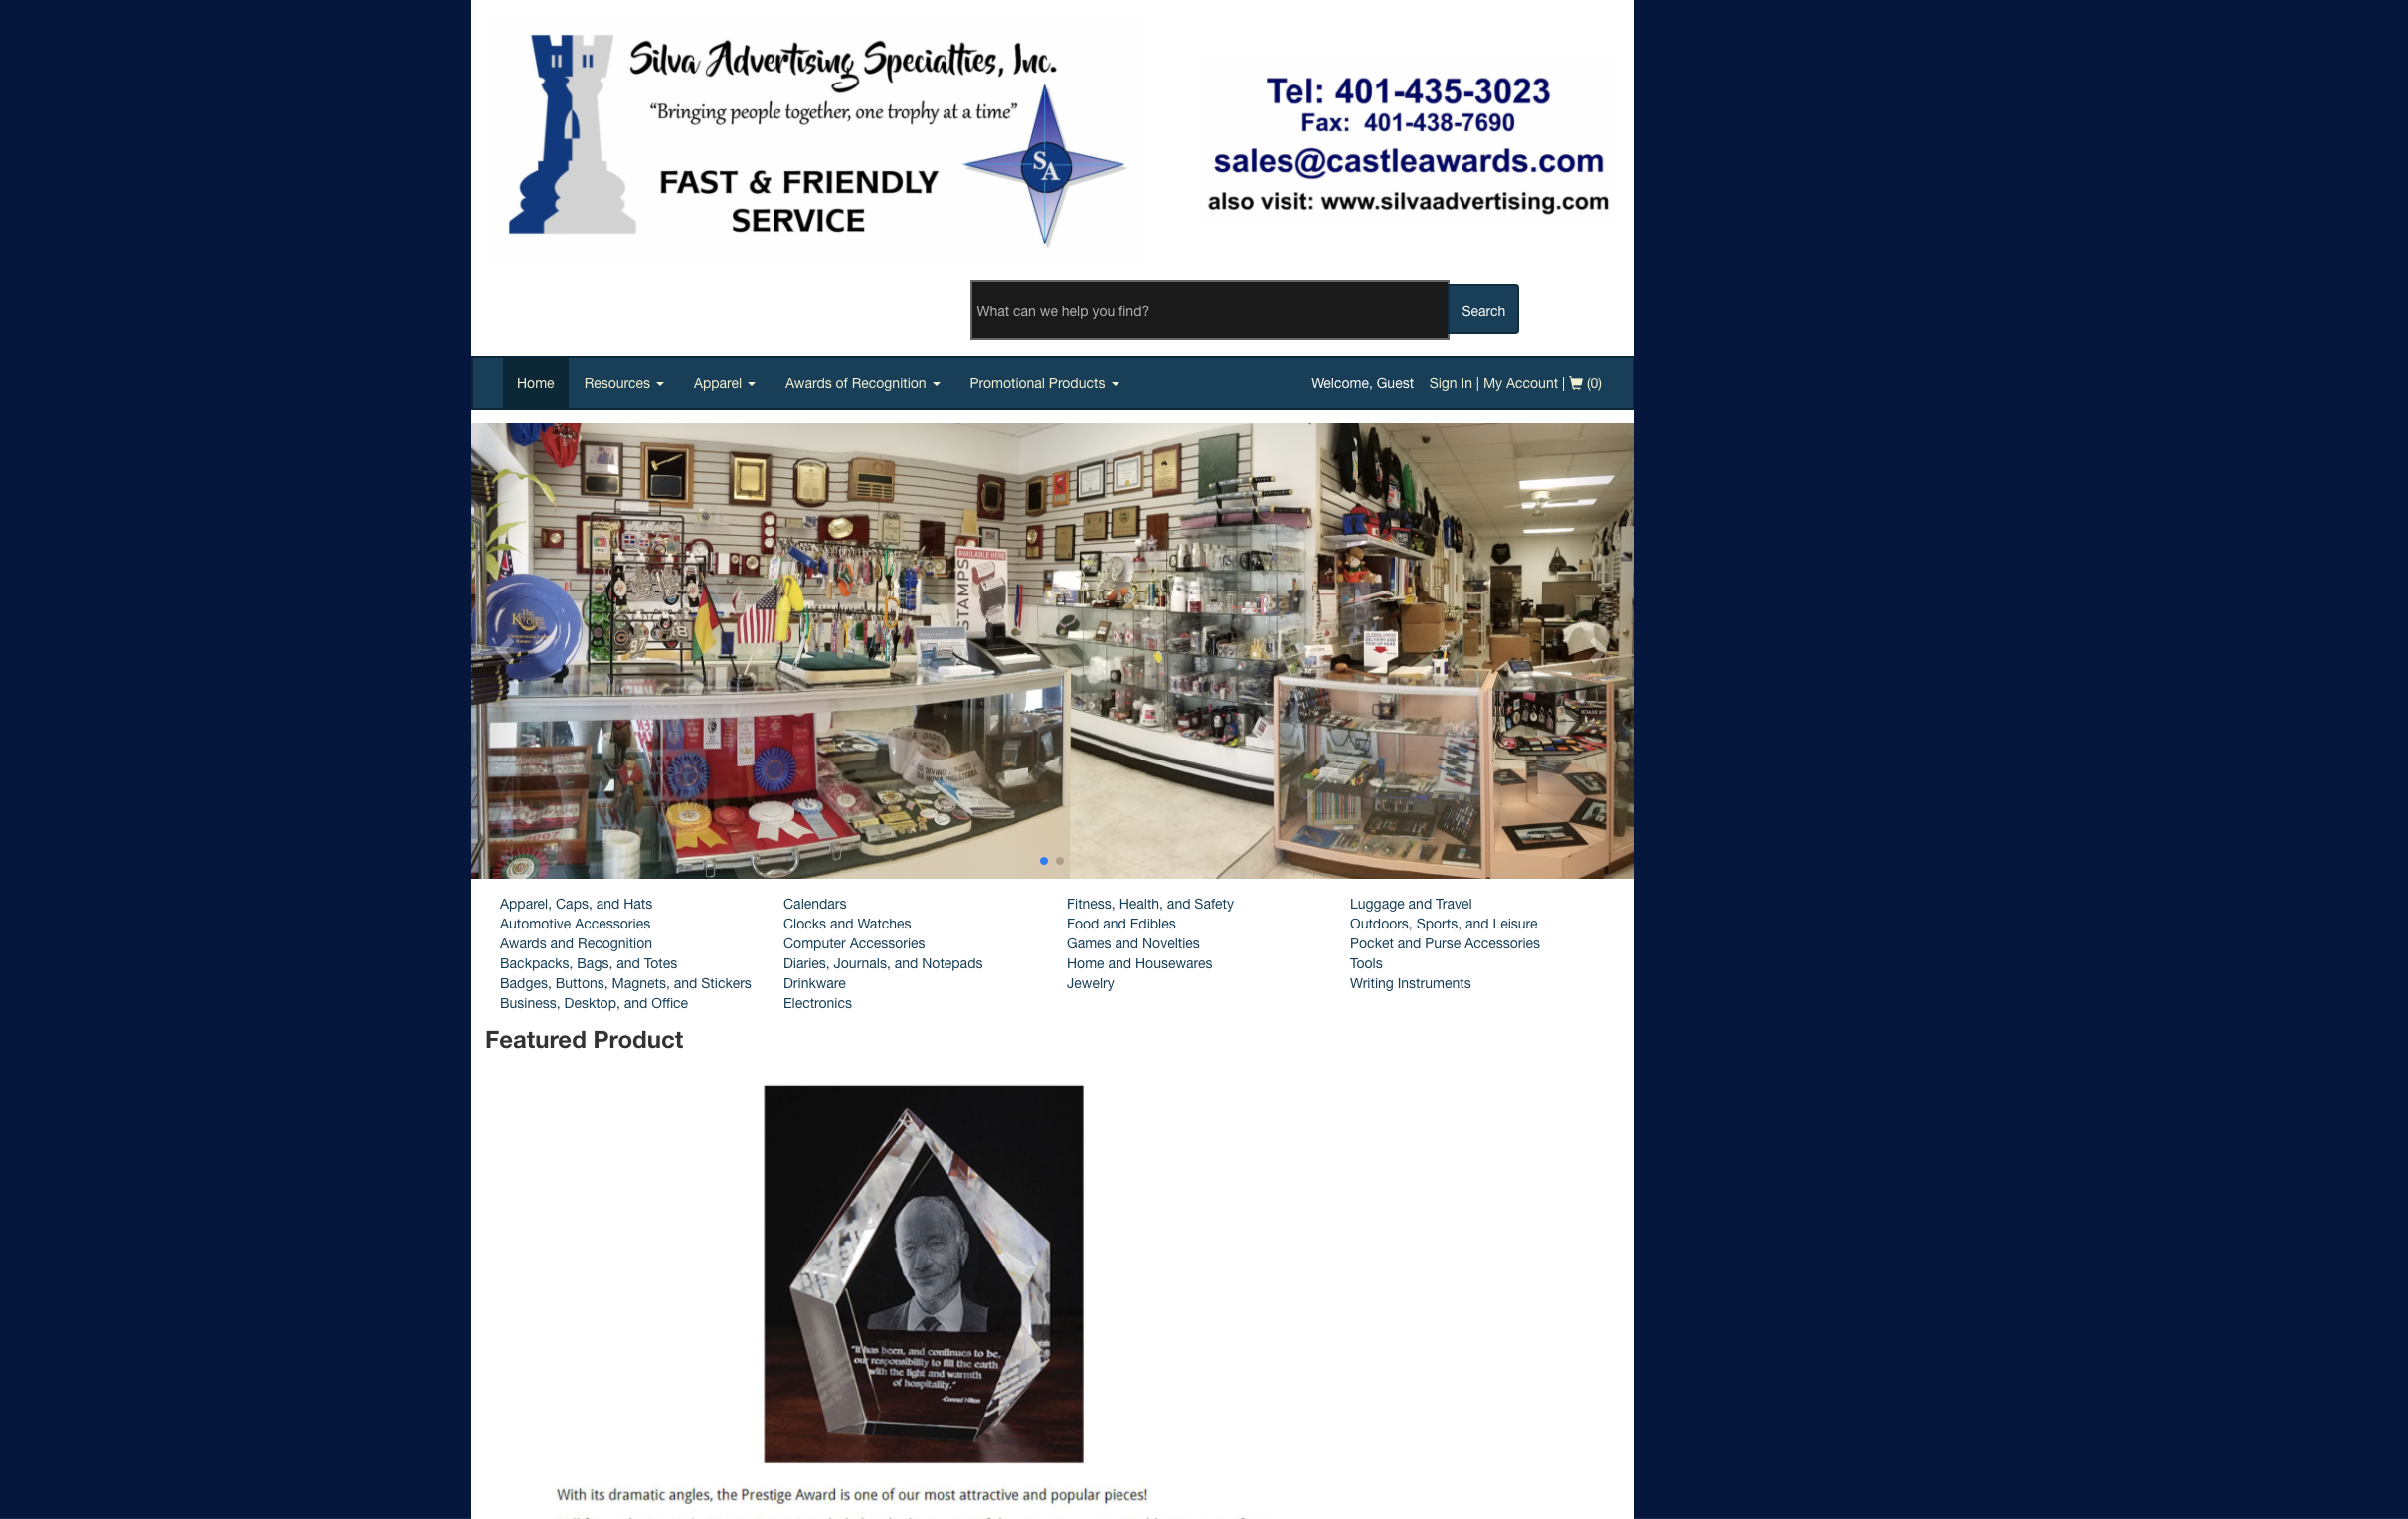 Silva Advertising Specialties, Inc.
“Bringing people together, one trophy at a time”
FAST & FRIENDLY
SERVICE
SA
Tel: 401-435-3023
Fax: 401-438-7690
sales@castleawards.com
also visit: www.silvaadvertising.com
What can we help you find?
Search
Home
Resources
Apparel
Awards of Recognition
Promotional Products
Welcome, Guest
Sign In | My Account | (0)
AVAILABLE HERE
STAMPS
2007
Apparel, Caps, and Hats
Automotive Accessories
Awards and Recognition
Backpacks, Bags, and Totes
Badges, Buttons, Magnets, and Stickers
Business, Desktop, and Office
Calendars
Clocks and Watches
Computer Accessories
Diaries, Journals, and Notepads
Drinkware
Electronics
Fitness, Health, and Safety
Food and Edibles
Games and Novelties
Home and Housewares
Jewelry
Luggage and Travel
Outdoors, Sports, and Leisure
Pocket and Purse Accessories
Tools
Writing Instruments
Featured Product
"It has been, and continues to be,
our responsibility to fill the earth
with the light and warmth
of hospitality."
-Conrad Hilton
With its dramatic angles, the Prestige Award is one of our most attractive and popular pieces!